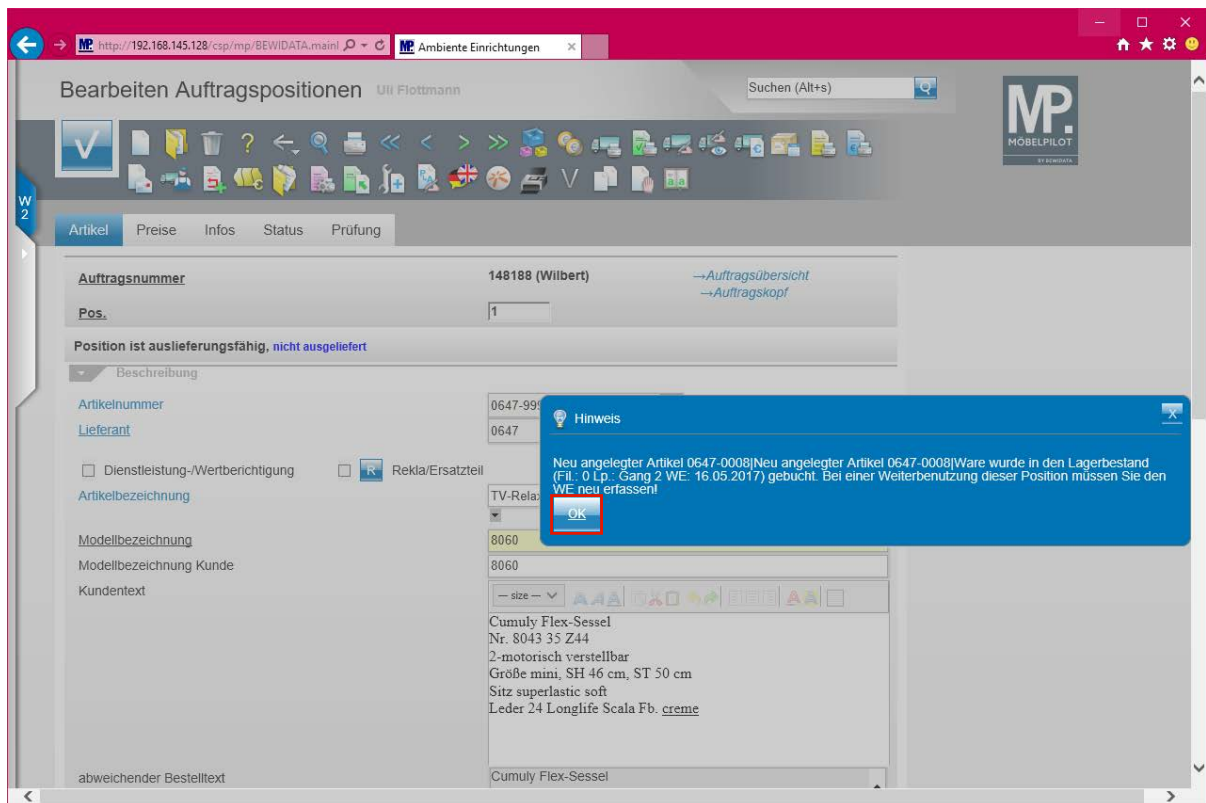 http://192.168.145.128/csp/mp/BEWIDATA.mainl
Ambiente Einrichtungen
Bearbeiten Auftragspositionen Uli Flottmann
Suchen (Alt+s)
MP.
MÖBELPILOT
BY BEWIDATA
W
2
Artikel Preise Infos Status Prüfung
Auftragsnummer 148188 (Wilbert) →Auftragsübersicht
→Auftragskopf
Pos. 1
Position ist auslieferungsfähig, nicht ausgeliefert
Beschreibung
Artikelnummer 0647-999
Lieferant 0647
Hinweis
X
Neu angelegter Artikel 0647-0008|Neu angelegter Artikel 0647-0008|Ware wurde in den Lagerbestand
(Fil.: 0 Lp.: Gang 2 WE: 16.05.2017) gebucht. Bei einer Weiterbenutzung dieser Position müssen Sie den
WE neu erfassen!
OK
Dienstleistung-/Wertberichtigung R Rekla/Ersatzteil
Artikelbezeichnung TV-Relax
Modellbezeichnung 8060
Modellbezeichnung Kunde 8060
Kundentext
— size —
Cumuly Flex-Sessel
Nr. 8043 35 Z44
2-motorisch verstellbar
Größe mini, SH 46 cm, ST 50 cm
Sitz superlastic soft
Leder 24 Longlife Scala Fb. creme
abweichender Bestelltext Cumuly Flex-Sessel